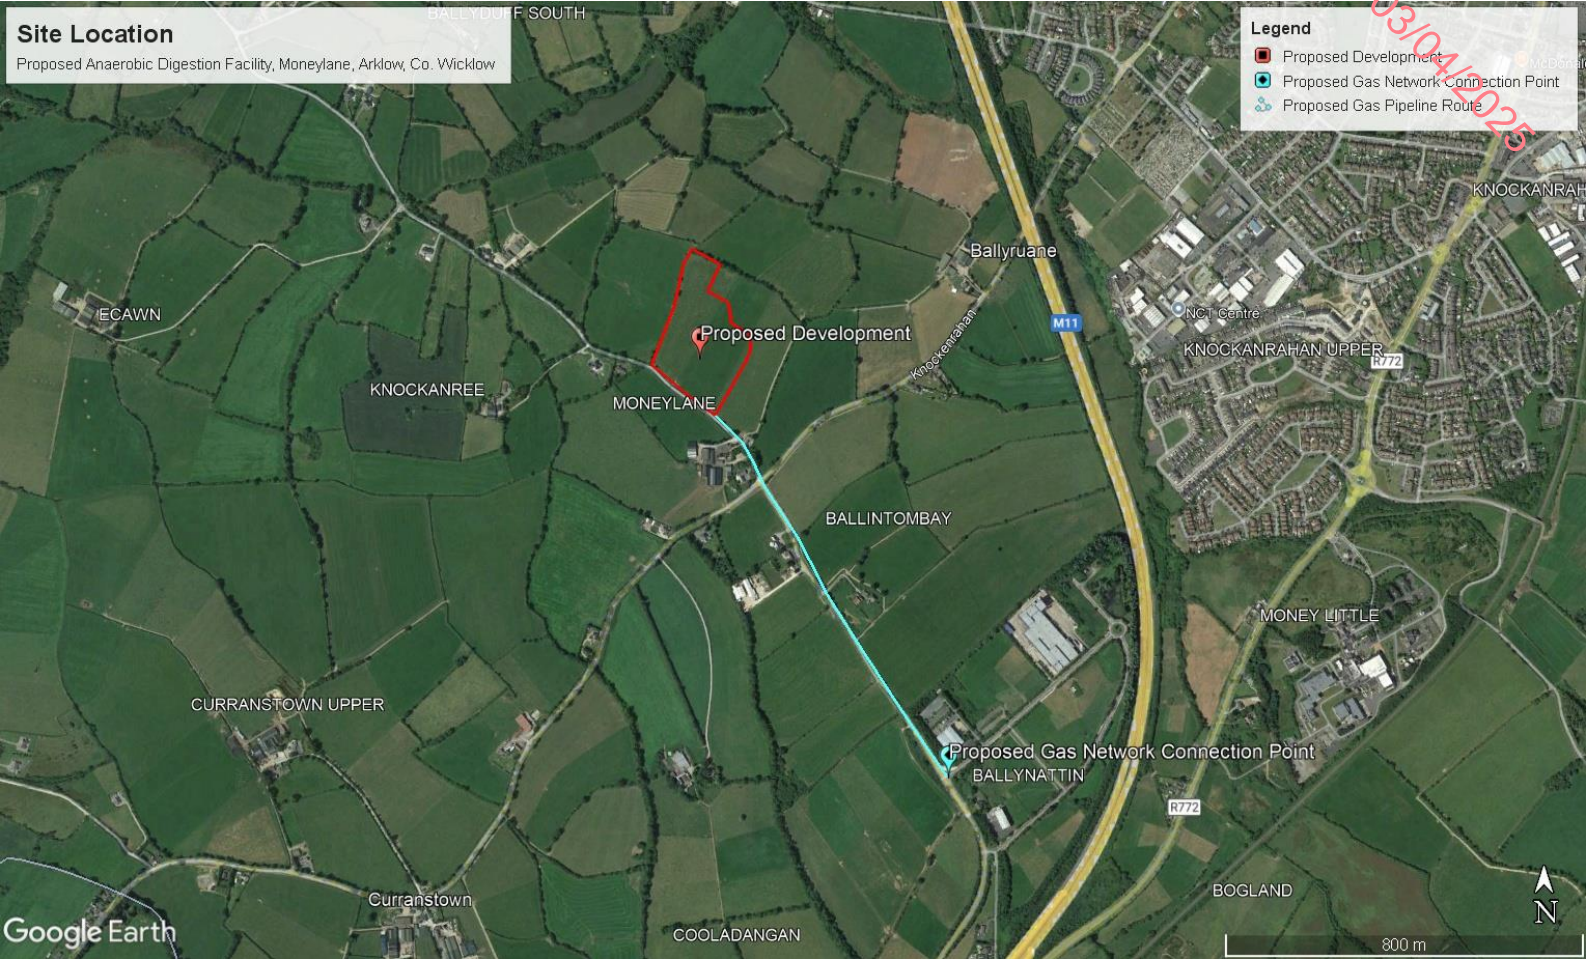 BALLYDUFF SOUTH
Site Location
Proposed Anaerobic Digestion Facility, Moneylane, Arklow, Co. Wicklow
Legend
Proposed Development
Proposed Gas Network Connection Point
Proposed Gas Pipeline Route
03/04/2025
KNOCKANRAH
Ballyruane
ECAWN
NCT Centre
M11
Proposed Development
KNOCKANRAHAN UPPER
R772
Knockenrahan
KNOCKANREE
MONEYLANE
BALLINTOMBAY
MONEY LITTLE
CURRANSTOWN UPPER
Proposed Gas Network Connection Point
BALLYNATTIN
R772
BOGLAND
Curranstown
N
Google Earth
COOLADANGAN
800 m